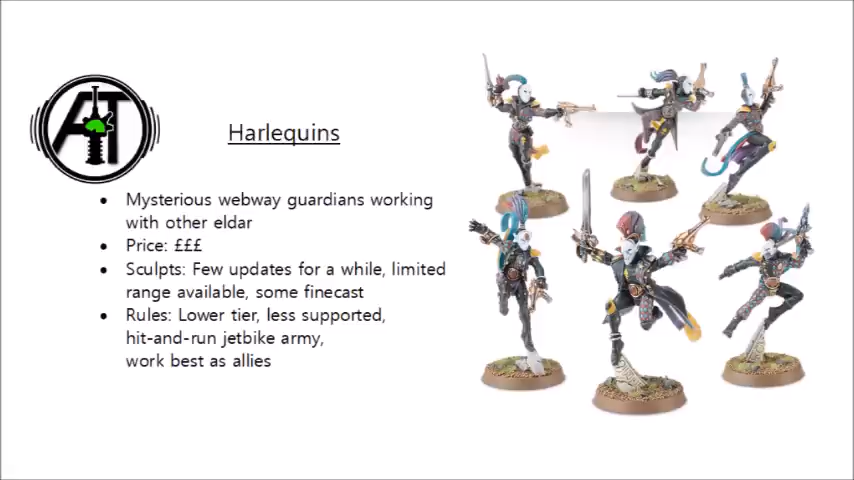 AT
Harlequins
• Mysterious webway guardians working
with other eldar
• Price: £££
• Sculpts: Few updates for a while, limited
range available, some finecast
• Rules: Lower tier, less supported,
hit-and-run jetbike army,
work best as allies